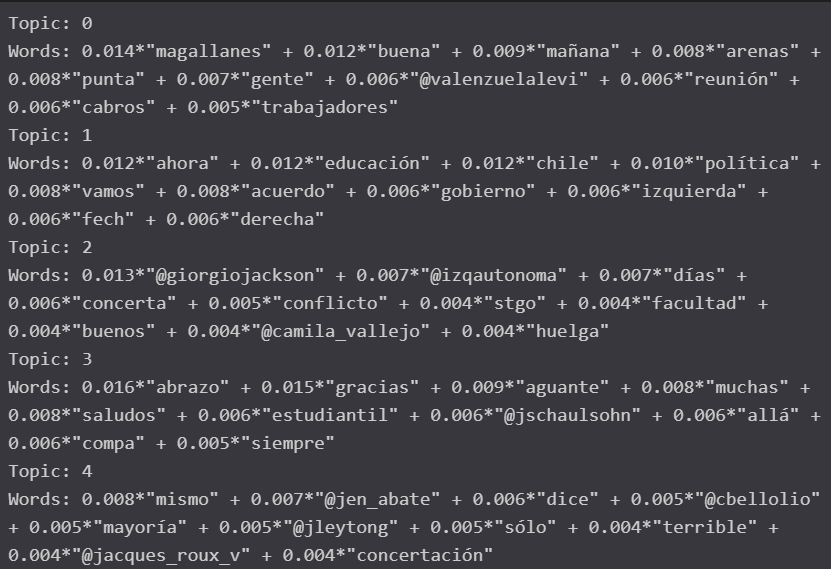 Topic: 0
Words: 0.014*"magallanes" + 0.012*"buena" + 0.009*"mañana" + 0.008*"arenas" +
0.008*"punta" + 0.007*"gente" + 0.006*"@valenzuelalevi" + 0.006*"reunión" +
0.006*"cabros" + 0.005*"trabajadores"
Topic: 1
Words: 0.012*"ahora" + 0.012*"educación" + 0.012*"chile" + 0.010*"política" +
0.008*"vamos" + 0.008*"acuerdo" + 0.006*"gobierno" + 0.006*"izquierda" +
0.006*"fech" + 0.006*"derecha"
Topic: 2
Words: 0.013*"@giorgiojackson" + 0.007*"@izqautonoma" + 0.007*"días" +
0.006*"concerta" + 0.005*"conflicto" + 0.004*"stgo" + 0.004*"facultad" +
0.004*"buenos" + 0.004*"@camila_vallejo" + 0.004*"huelga"
Topic: 3
Words: 0.016*"abrazo" + 0.015*"gracias" + 0.009*"aguante" + 0.008*"muchas" +
0.008*"saludos" + 0.006*"estudiantil" + 0.006*"@jschaulsohn" + 0.006*"allá" +
0.006*"compa" + 0.005*"siempre"
Topic: 4
Words: 0.008*"mismo" + 0.007*"@jen_abate" + 0.006*"dice" + 0.005*"@cbellolio"
+ 0.005*"mayoría" + 0.005*"@jleytong" + 0.005*"sólo" + 0.004*"terrible" +
0.004*"@jacques_roux_v" + 0.004*"concertación"